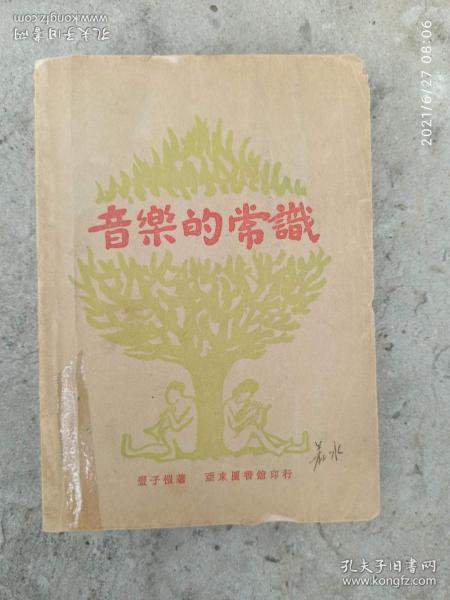 孔夫子旧书网
www.kongfz.com
2021/6/27 08:06
音樂的常識
豐子愷著 亞東圖書館印行
水
孔夫子旧书网
https://www.kongfz.com